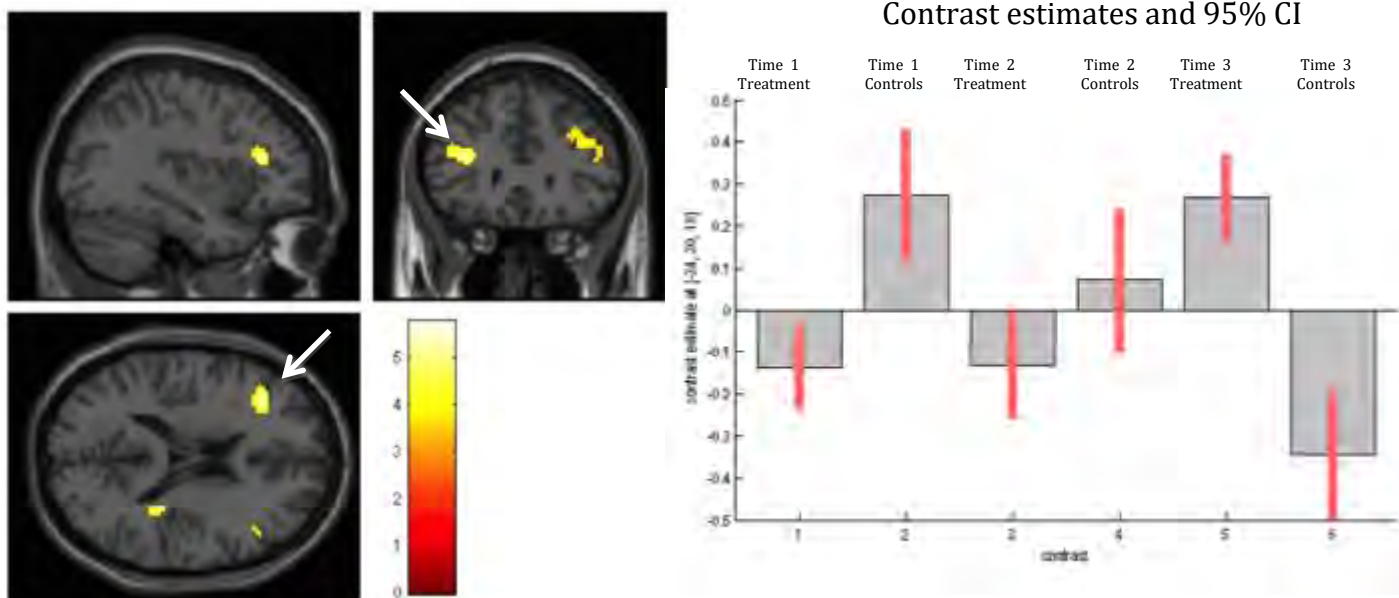 Contrast estimates and 95% CI
Time 1
Treatment
Time 1
Controls
Time 2
Treatment
Time 2
Controls
Time 3
Treatment
Time 3
Controls
0.5
0.4
0.3
0.2
0.1
0
-0.1
-0.2
-0.3
-0.4
-0.5
contrast estimate at
1
2
3
4
5
6
contrast
5
4
3
2
1
0